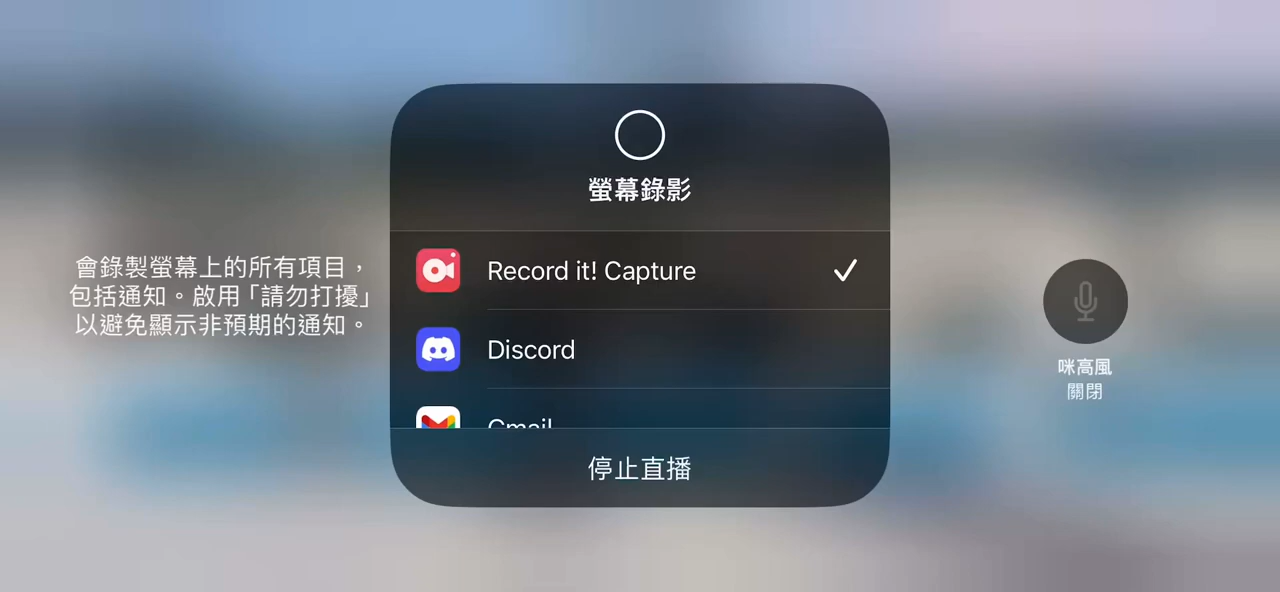 會錄製螢幕上的所有項目，
包括通知。啟用「請勿打擾」
以避免顯示非預期的通知。
螢幕錄影
Record it! Capture
Discord
Gmail
停止直播
咪高風
關閉